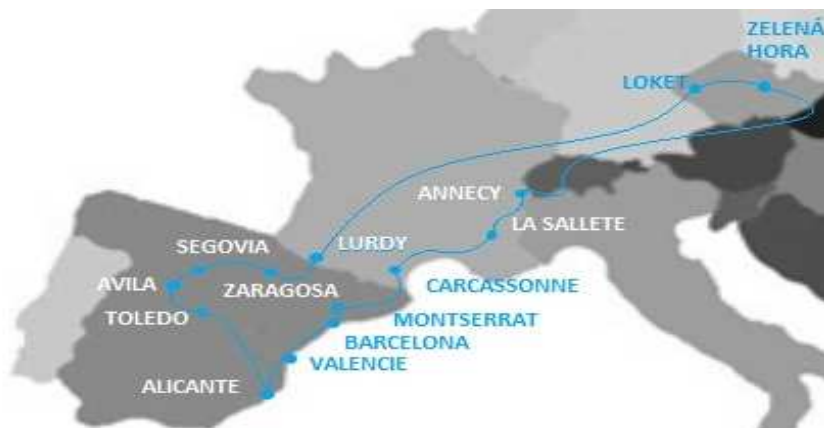 ZELENÁ
HORA
LOKET
ANNECY
LA SALLETE
SEGOVIA
LURDY
AVILA
ZARAGOSA
CARCASSONNE
TOLEDO
MONTSERRAT
BARCELONA
VALENCIE
ALICANTE